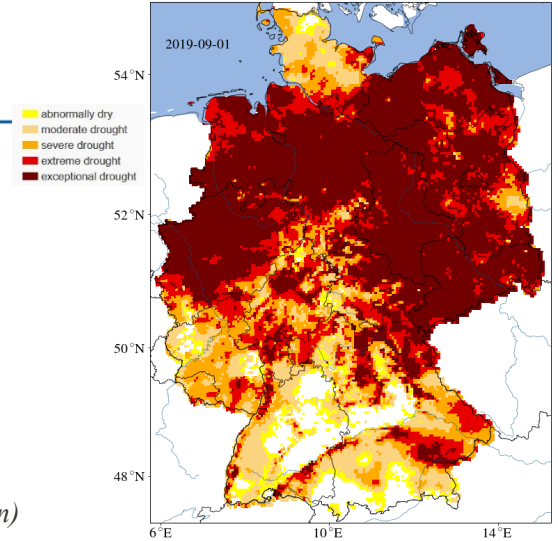 2019-09-01
54°N
abnormally dry
moderate drought
severe drought
extreme drought
exceptional drought
52°N
50°N
48°N
n)
6°E
10°E
14°E